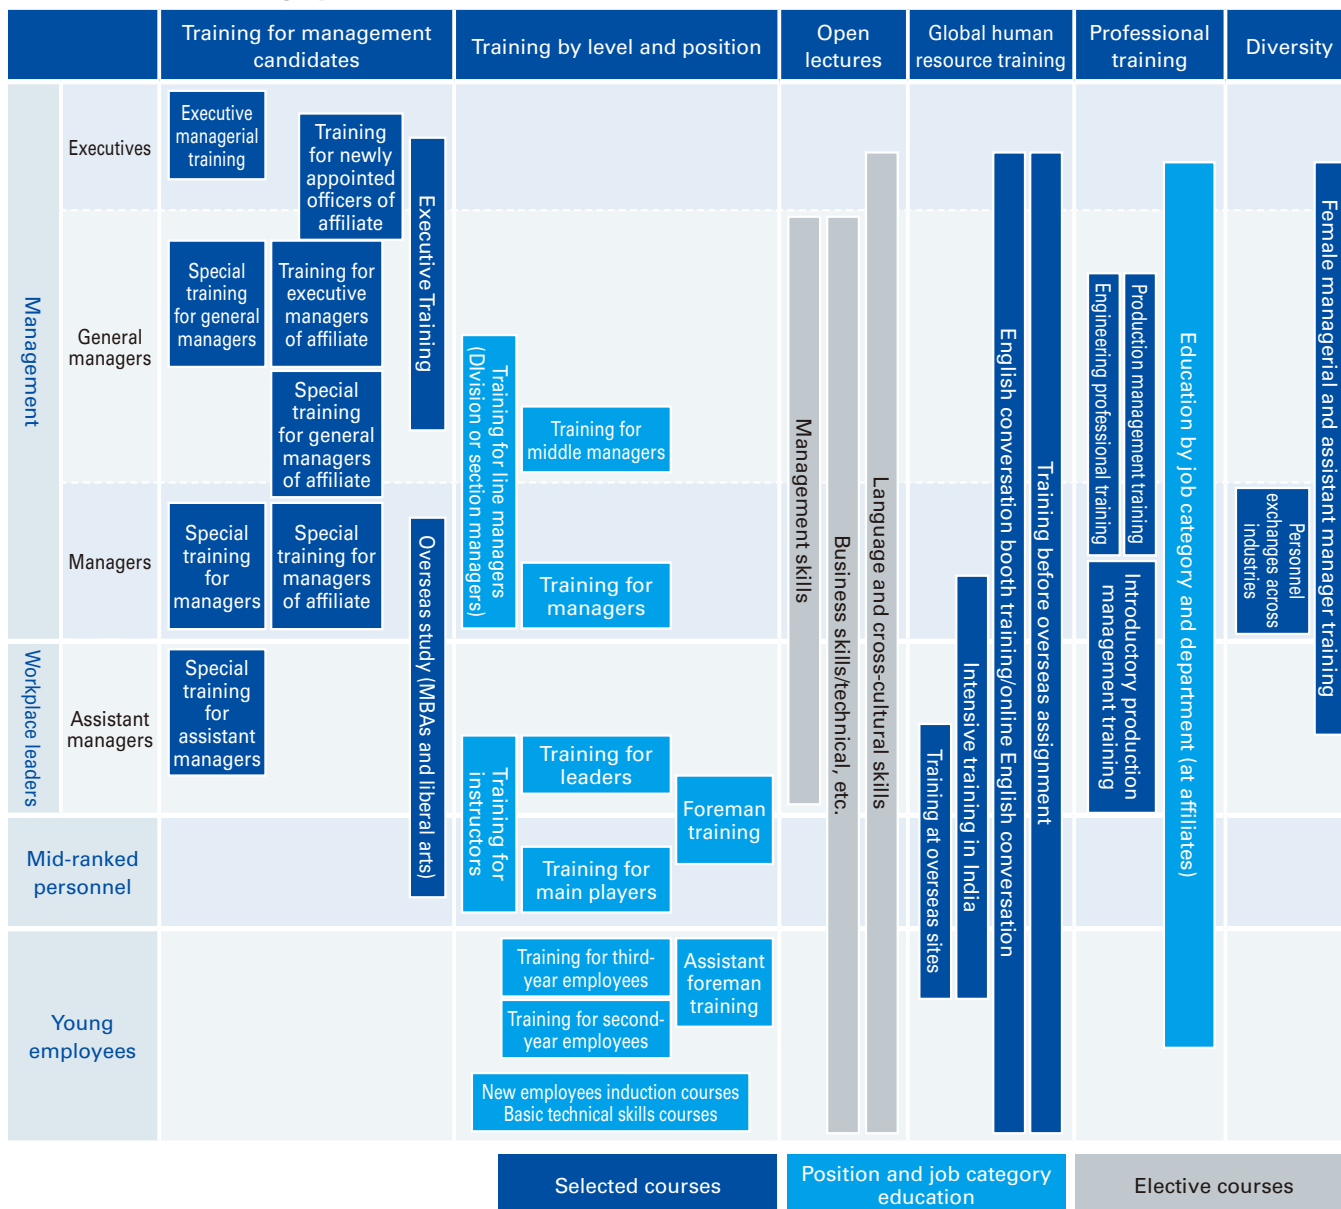 Training for management
candidates
Training by level and position
Open
lectures
Global human
resource training
Professional
training
Diversity
Management
Executives
Executive
managerial
training
Training
for newly
appointed
officers of
affiliate
Executive Training
General
managers
Special
training
for general
managers
Training for
executive
managers
of affiliate
Special
training
for general
managers
of affiliate
Training for line managers
(DIvision or section managers)
Training for
middle managers
Managers
Special
training
for
managers
Special
training for
managers
of affiliate
Overseas study (MBAs and liberal arts)
Training for
managers
Workplace leaders
Assistant
managers
Special
training
for
assistant
managers
Training for
instructors
Training for
leaders
Foreman
training
Mid-ranked
personnel
Training for
main players
Young
employees
Training for third-
year employees
Assistant
foreman
training
Training for second-
year employees
New employees induction courses
Basic technical skills courses
Management skills
Business skills/technical, etc.
Language and cross-cultural skills
Training at overseas sites
Intensive training in India
English conversation booth training/online English conversation
Training before overseas assignment
Engineering professional training
Production management training
Introductory production
management training
Education by job category and department (at affiliates)
Personnel
exchanges across
industries
Female managerial and assistant manager training
Selected courses
Position and job category
education
Elective courses